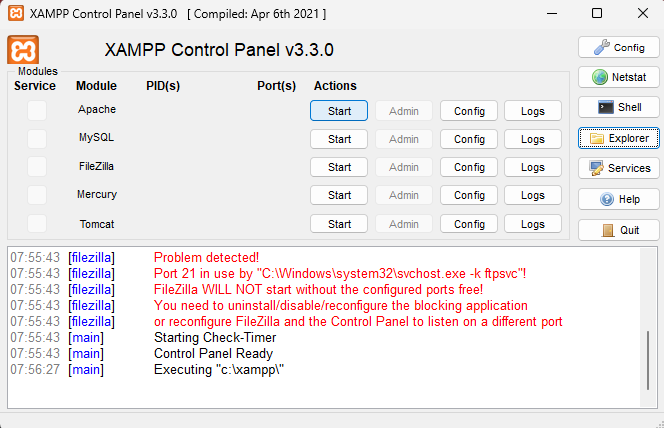 XAMPP Control Panel v3.3.0 [ Compiled: Apr 6th 2021 ]
XAMPP Control Panel v3.3.0
Config
Modules
Service Module PID(s) Port(s) Actions
Netstat
Apache Start Admin Config Logs
Shell
MySQL Start Admin Config Logs
Explorer
FileZilla Start Admin Config Logs
Services
Mercury Start Admin Config Logs
Help
Tomcat Start Admin Config Logs
Quit
07:55:43 [filezilla] Problem detected!
07:55:43 [filezilla] Port 21 in use by "C:\Windows\system32\svchost.exe -k ftpsvc"!
07:55:43 [filezilla] FileZilla WILL NOT start without the configured ports free!
07:55:43 [filezilla] You need to uninstall/disable/reconfigure the blocking application
07:55:43 [filezilla] or reconfigure FileZilla and the Control Panel to listen on a different port
07:55:43 [main] Starting Check-Timer
07:55:43 [main] Control Panel Ready
07:56:27 [main] Executing "c:\xampp\"